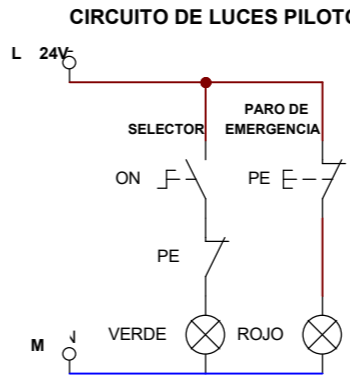 CIRCUITO DE LUCES PILOTO
L 24V
SELECTOR
PARO DE
EMERGENCIA
ON
PE
PE
VERDE
ROJO
M